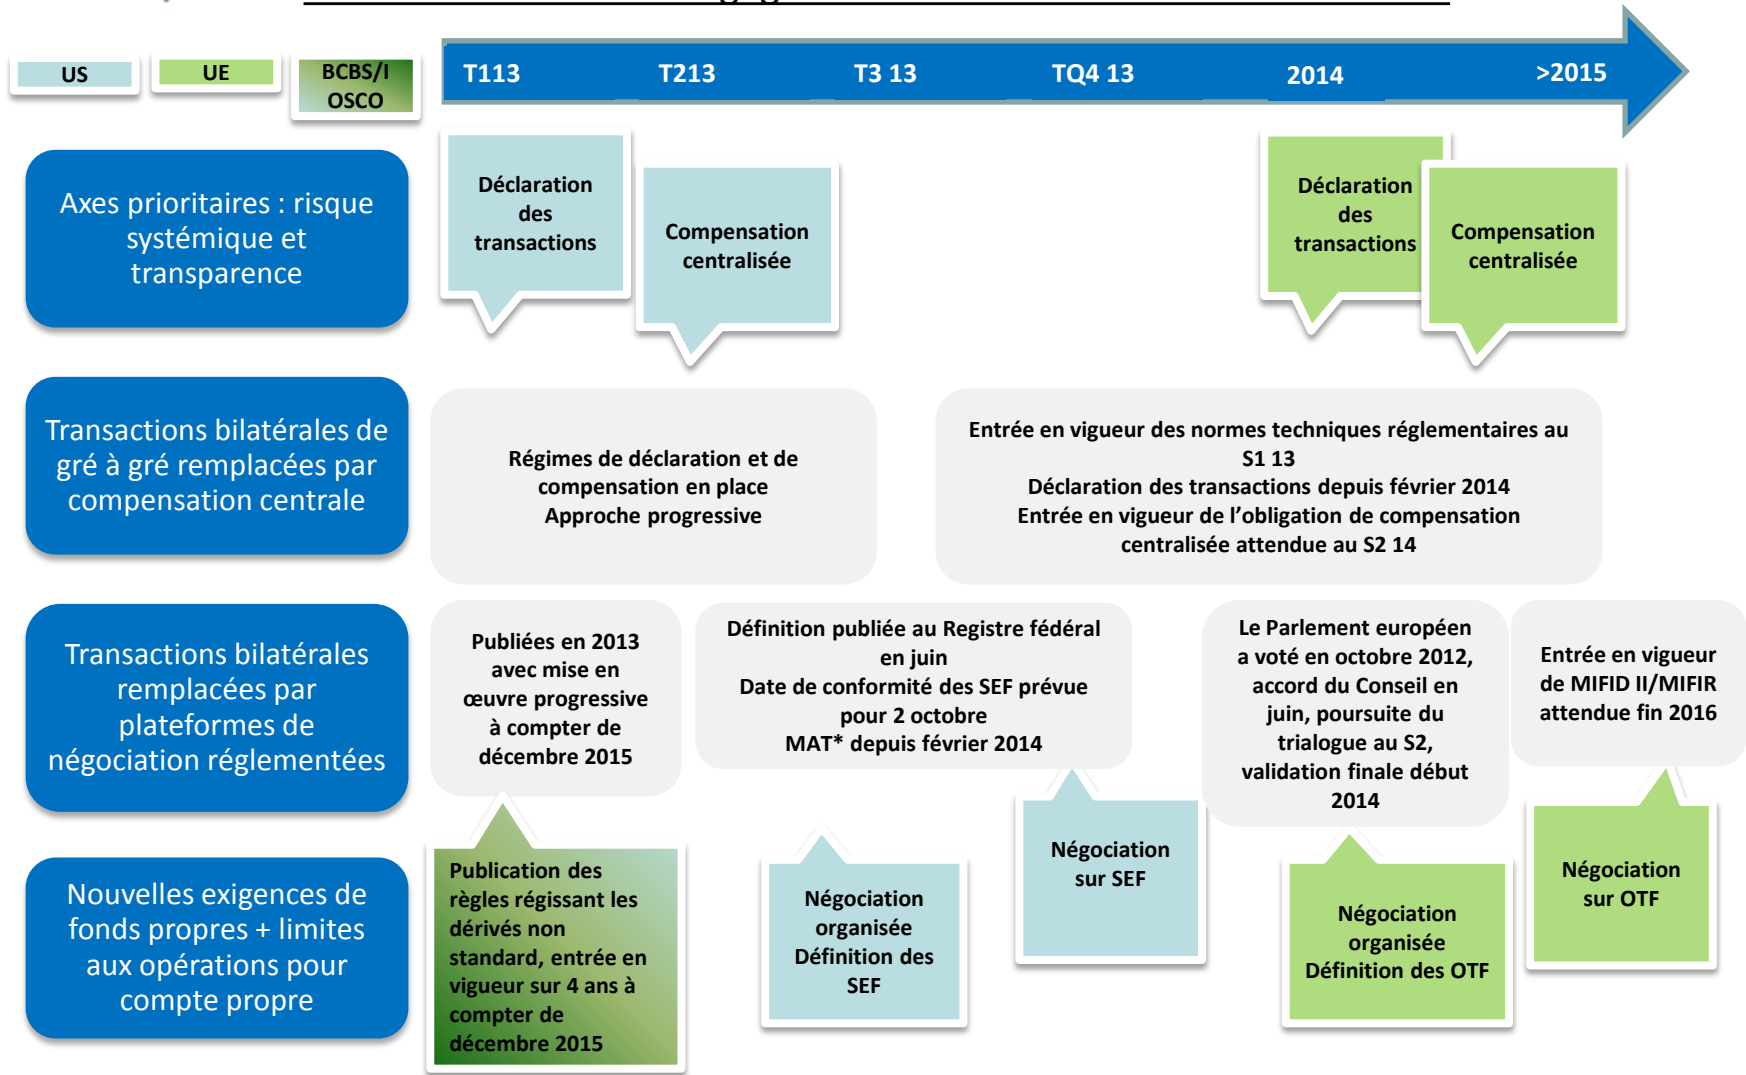 US
UE
BCBS/I
OSCO
T113
T213
T3 13
TQ4 13
2014
>2015
Axes prioritaires : risque
systémique et
transparence
Déclaration
des
transactions
Compensation
centralisée
Déclaration
des
transactions
Compensation
centralisée
Transactions bilatérales de
gré à gré remplacées par
compensation centrale
Régimes de déclaration et de
compensation en place
Approche progressive
Entrée en vigueur des normes techniques réglementaires au
S1 13
Déclaration des transactions depuis février 2014
Entrée en vigueur de l’obligation de compensation
centralisée attendue au S2 14
Transactions bilatérales
remplacées par
plateformes de
négociation réglementées
Publiées en 2013
avec mise en
œuvre progressive
à compter de
décembre 2015
Définition publiée au Registre fédéral
en juin
Date de conformité des SEF prévue
pour 2 octobre
MAT* depuis février 2014
Le Parlement européen
a voté en octobre 2012,
accord du Conseil en
juin, poursuite du
trialogue au S2,
validation finale début
2014
Entrée en vigueur
de MIFID II/MIFIR
attendue fin 2016
Nouvelles exigences de
fonds propres + limites
aux opérations pour
compte propre
Publication des
règles régissant les
dérivés non
standard, entrée en
vigueur sur 4 ans à
compter de
décembre 2015
Négociation
organisée
Définition des
SEF
Négociation
sur SEF
Négociation
organisée
Définition des OTF
Négociation
sur OTF